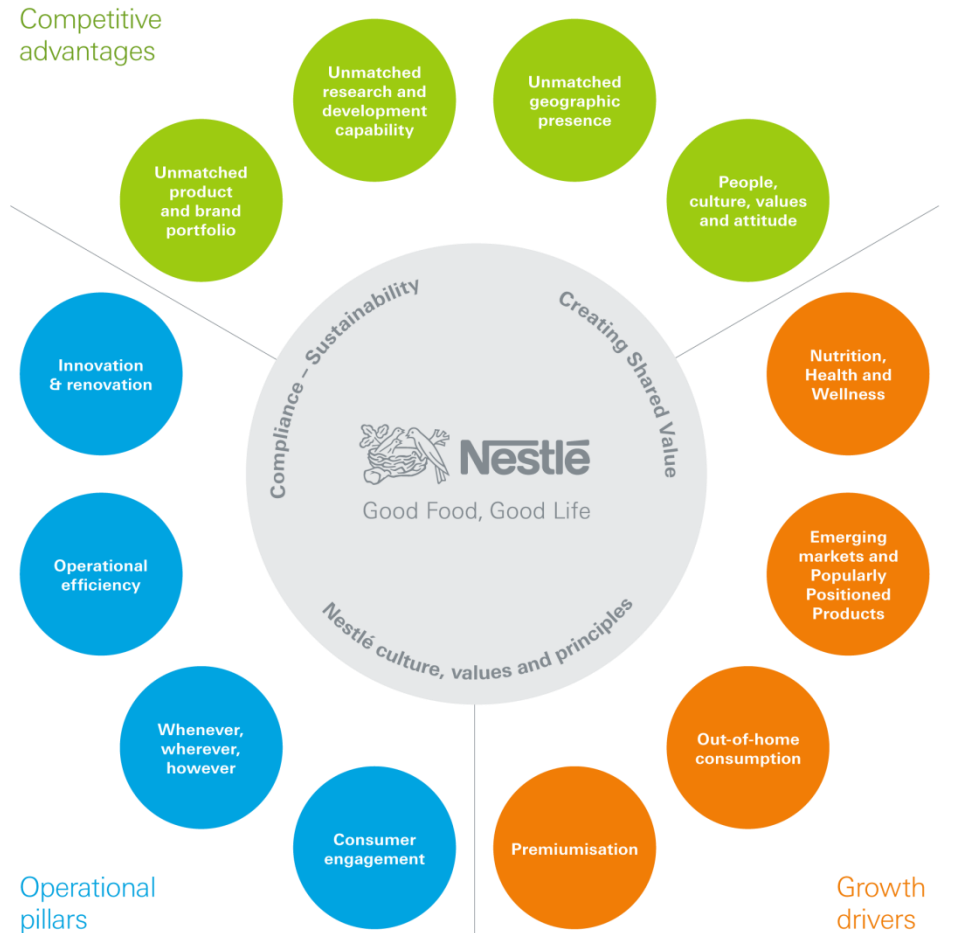 Competitive
advantages
Unmatched
product
and brand
portfolio
Unmatched
research and
development
capability
Unmatched
geographic
presence
People,
culture, values
and attitude
Innovation
& renovation
Operational
efficiency
Whenever,
wherever,
however
Consumer
engagement
Operational
pillars
Compliance – Sustainability
Creating Shared Value
Nestlé
Good Food, Good Life
Nestlé culture, values and principles
Nutrition,
Health and
Wellness
Emerging
markets and
Popularly
Positioned
Products
Out-of-home
consumption
Premiumisation
Growth
drivers